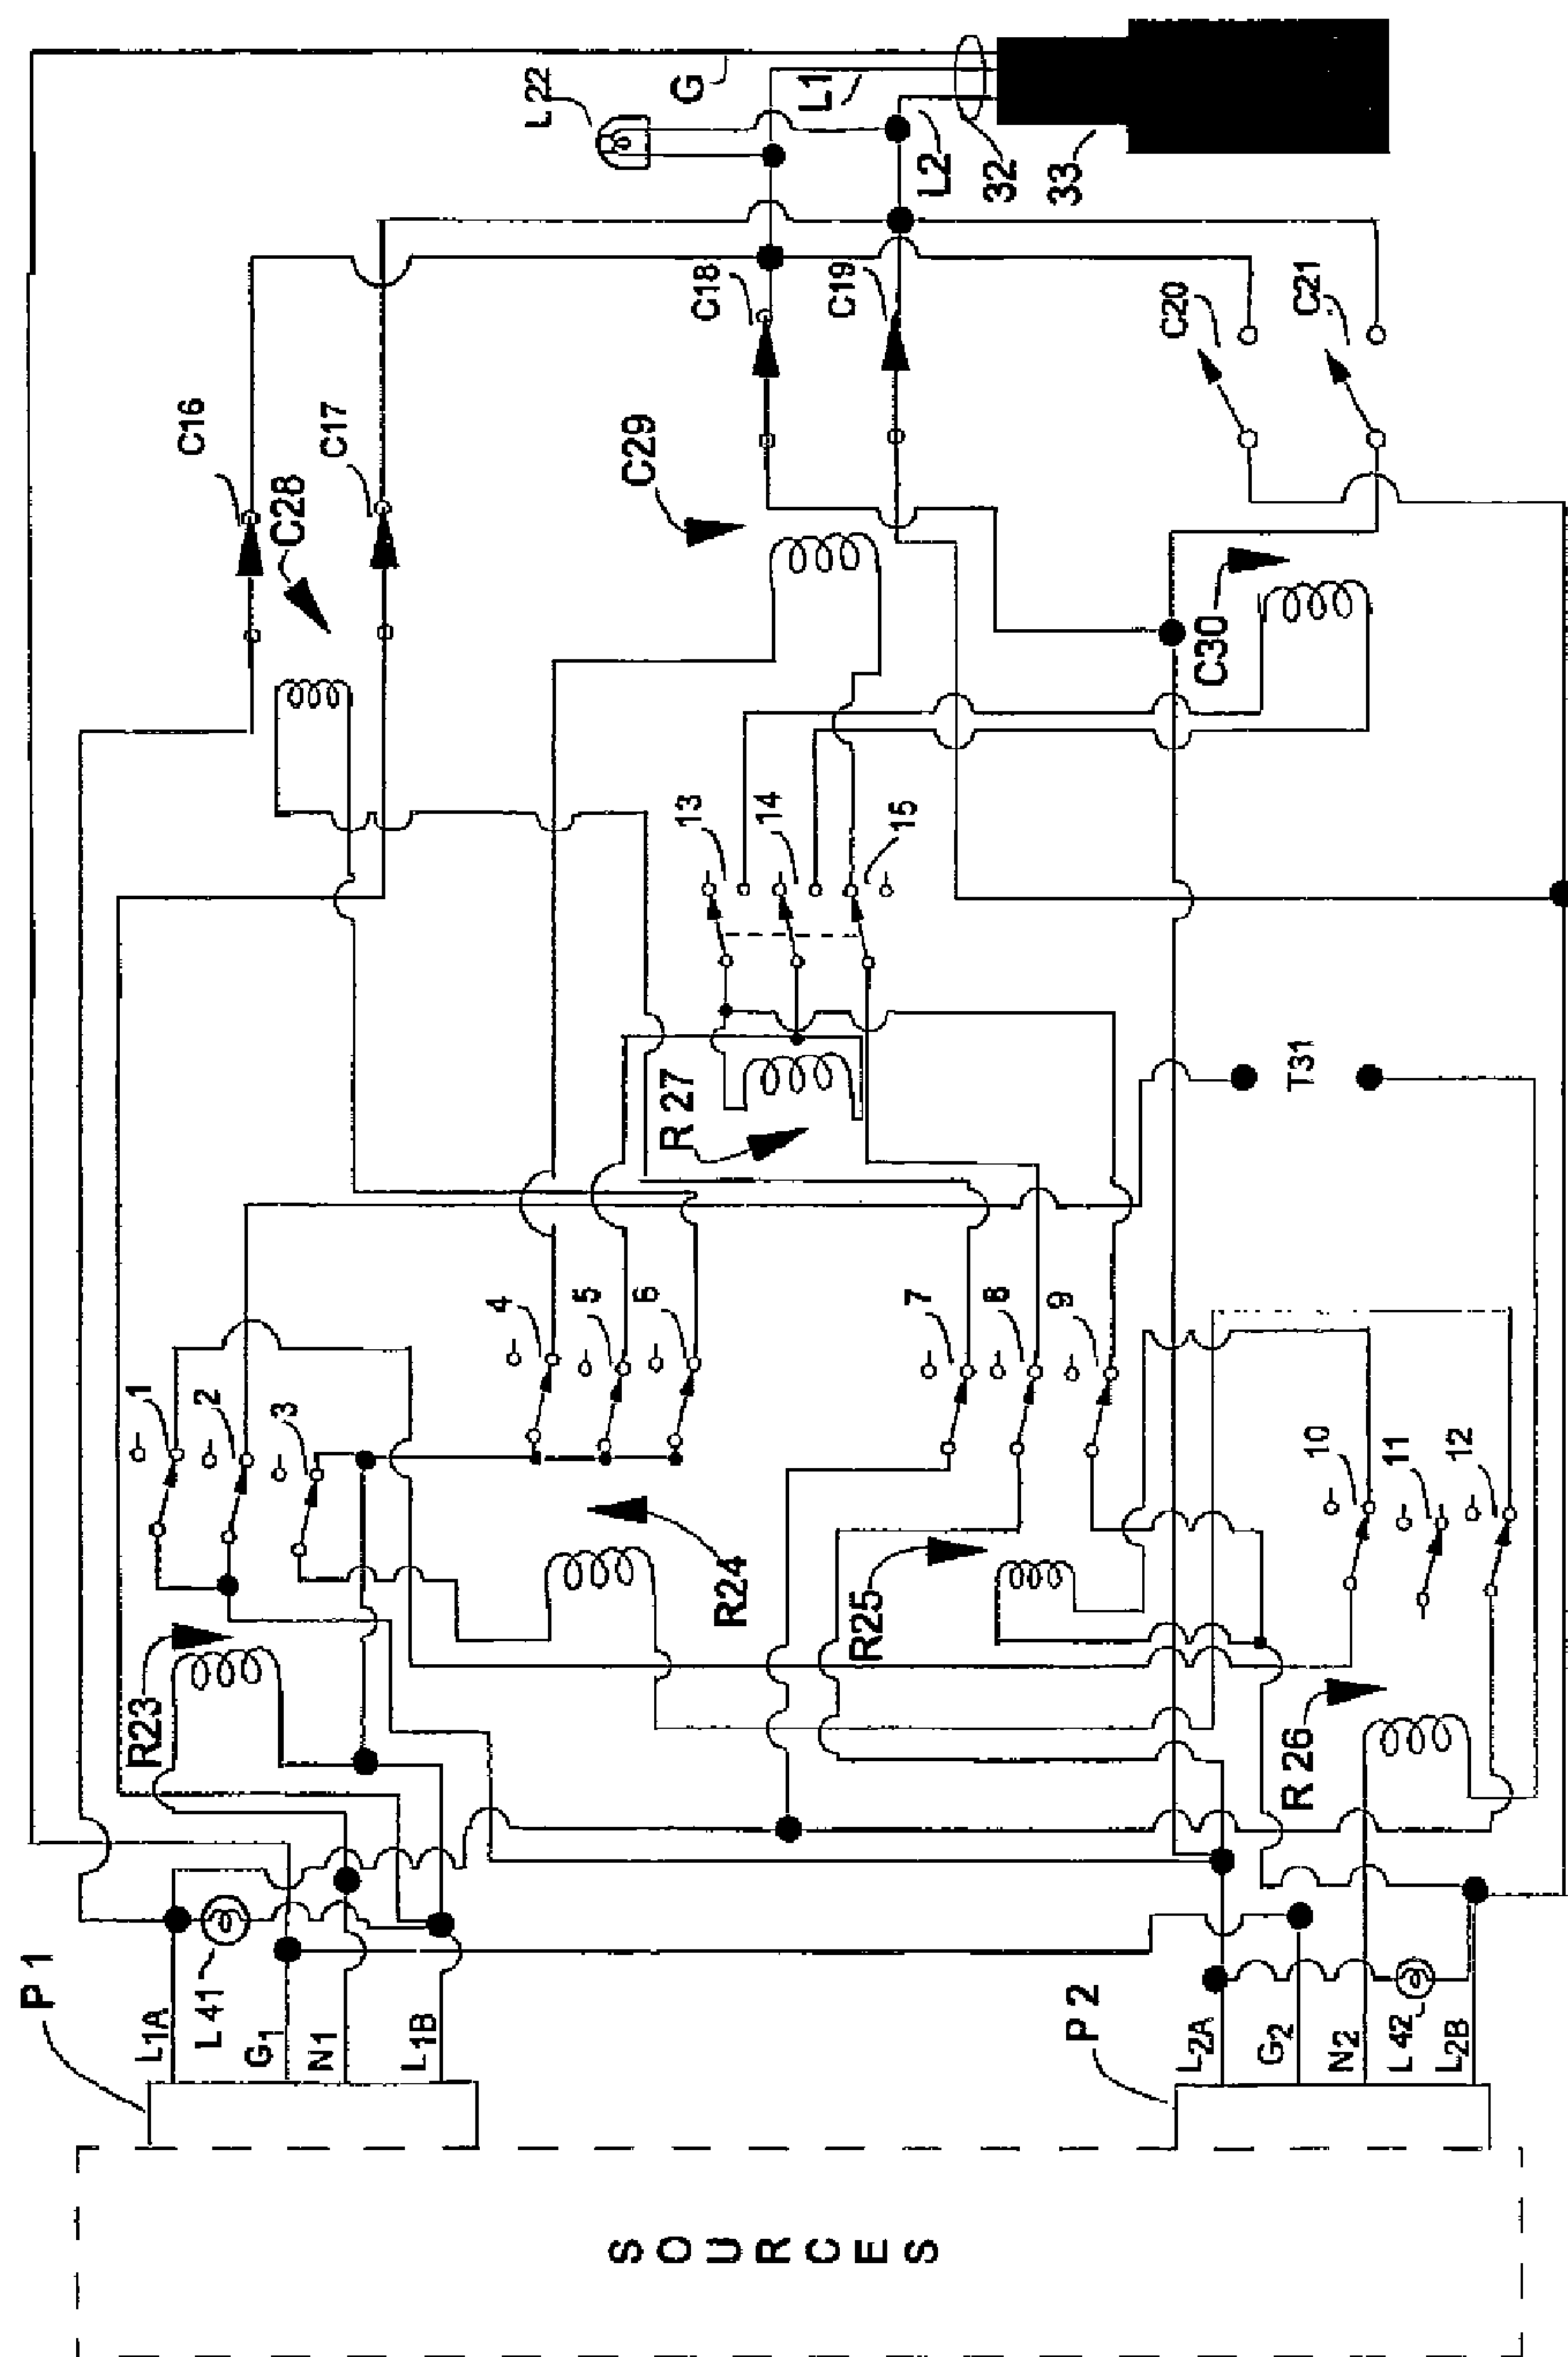 SOURCES
P 1
L1A
L 41
G1
N1
L1B
P 2
L2A
G2
N2
L 42
L2B
R23
1
2
3
R24
4
5
6
R25
7
8
9
R 26
10
11
12
R 27
13
14
15
T31
C28
C16
C17
C29
C18
C19
C30
C20
C21
L 22
G
L1
L2
32
33